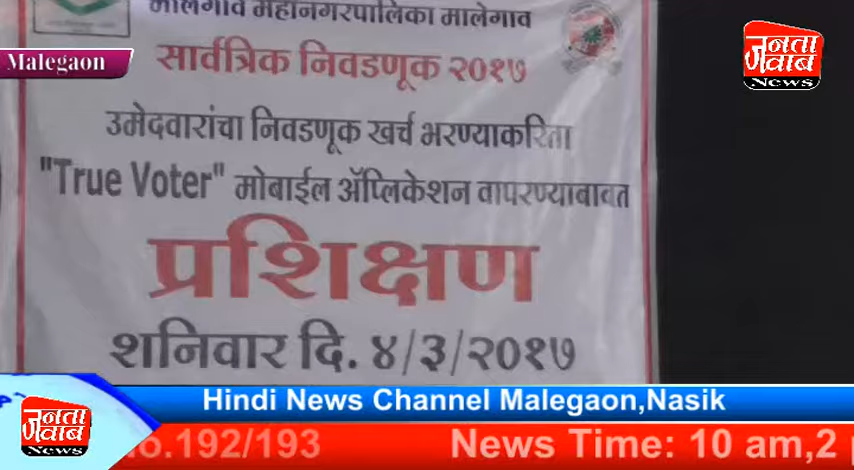 मालेगाव महानगरपालिका मालेगाव
सार्वत्रिक निवडणूक २०१७
उमेदवारांचा निवडणूक खर्च भरण्याकरिता
"True Voter" मोबाईल ॲप्लिकेशन वापरण्याबाबत
प्रशिक्षण
शनिवार दि. ४/३/२०१७
Malegaon
जनता
जवाब
News
Hindi News Channel Malegaon,Nasik
जनता
जवाब
News
o.192/193 News Time: 10 am,2